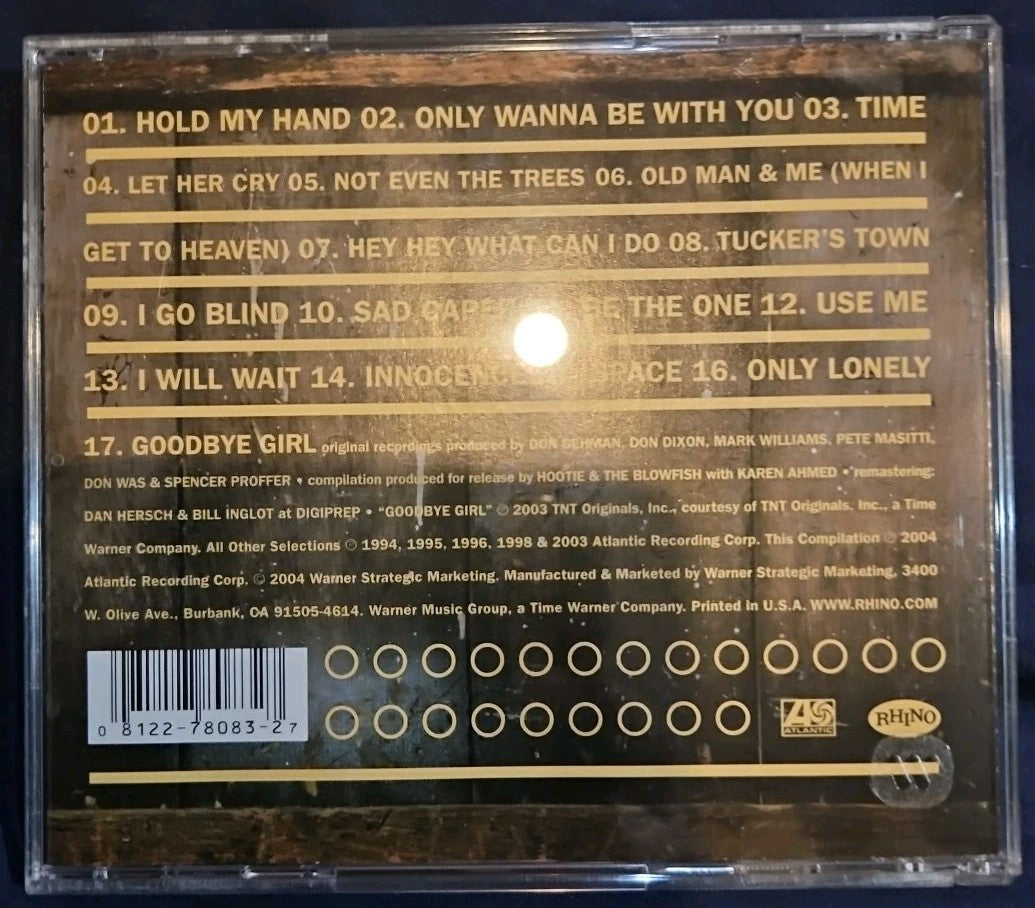 01. HOLD MY HAND 02. ONLY WANNA BE WITH YOU 03. TIME
04. LET HER CRY 05. NOT EVEN THE TREES 06. OLD MAN & ME (WHEN I
GET TO HEAVEN) 07. HEY HEY WHAT CAN I DO 08. TUCKER'S TOWN
09. I GO BLIND 10. SAD BE THE ONE 12. USE ME
13. I WILL WAIT 14. INNOCENCE SPACE 16. ONLY LONELY
17. GOODBYE GIRL original recordings produced by DON GEHMAN, DON DIXON, MARK WILLIAMS, PETE MASITTI,
DON WAS & SPENCER PROFFER • compilation produced for release by HOOTIE & THE BLOWFISH with KAREN AHMED • remastering:
DAN HERSCH & BILL INGLOT at DIGIPREP • "GOODBYE GIRL" ℗ 2003 TNT Originals, Inc., courtesy of TNT Originals, Inc., a Time
Warner Company. All Other Selections ℗ 1994, 1995, 1996, 1998 & 2003 Atlantic Recording Corp. This Compilation ℗ 2004
Atlantic Recording Corp. © 2004 Warner Strategic Marketing. Manufactured & Marketed by Warner Strategic Marketing, 3400
W. Olive Ave., Burbank, CA 91505-4614. Warner Music Group, a Time Warner Company. Printed in U.S.A. WWW.RHINO.COM
0 8122-78083-2 7
ATLANTIC
RHINO